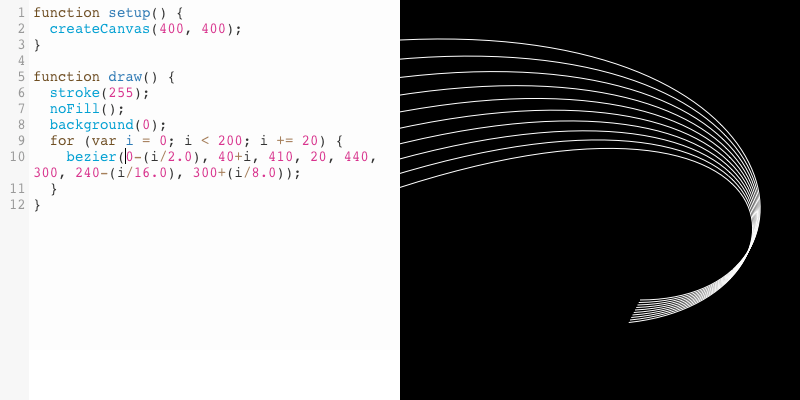 1 function setup() {
2   createCanvas(400, 400);
3 }
4
5 function draw() {
6   stroke(255);
7   noFill();
8   background(0);
9   for (var i = 0; i < 200; i += 20) {
10     bezier(0-(i/2.0), 40+i, 410, 20, 440,
300, 240-(i/16.0), 300+(i/8.0));
11   }
12 }